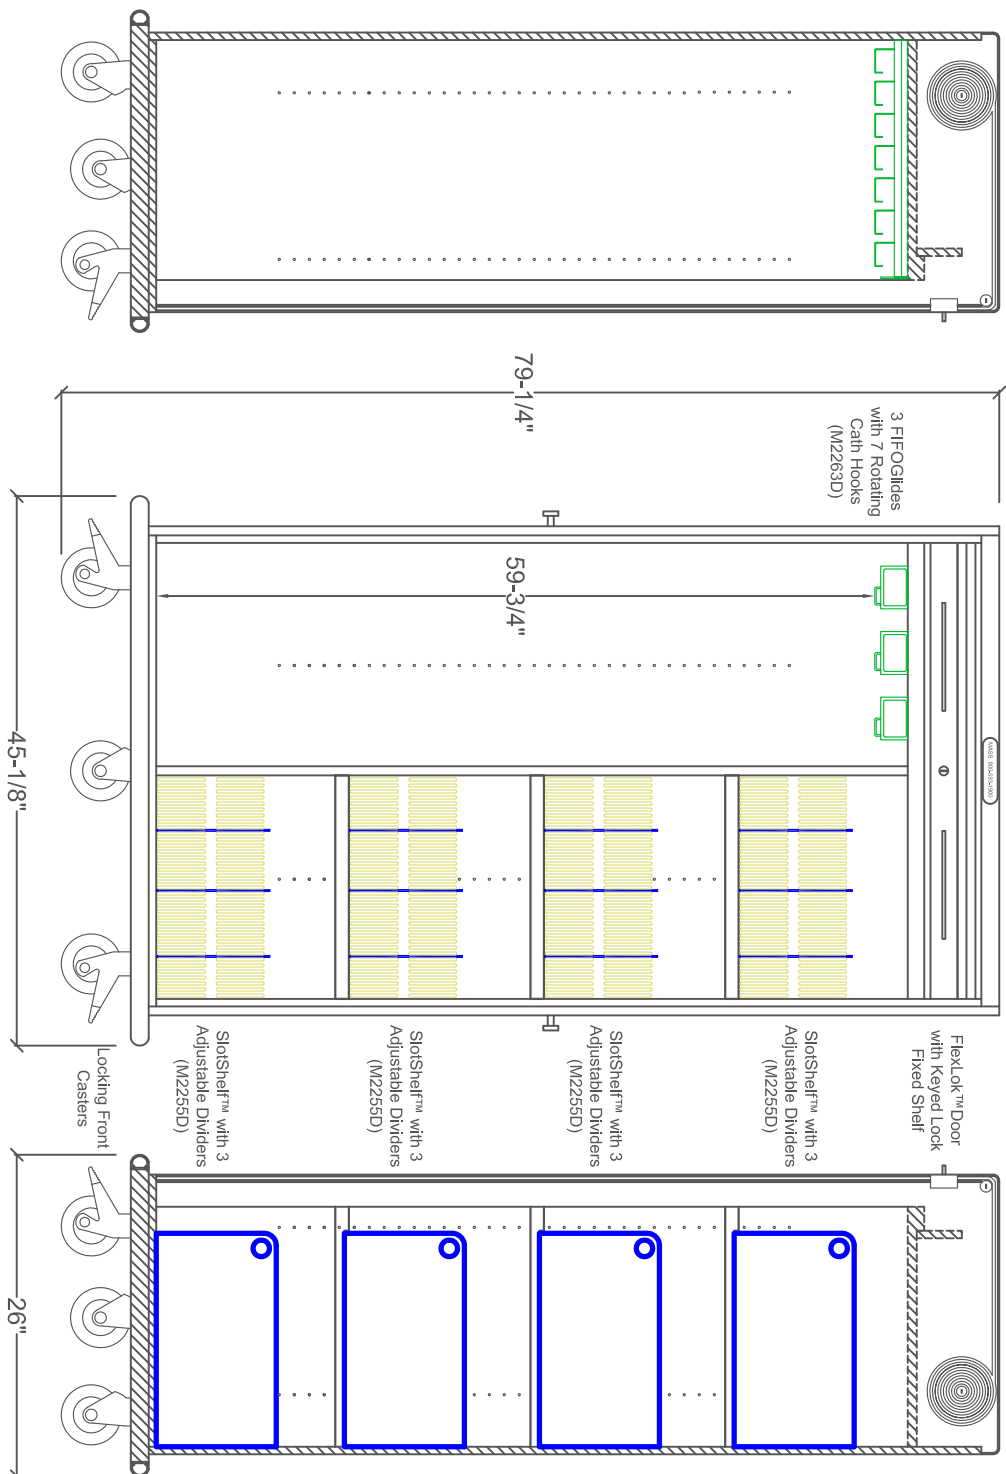 3 FIFOGlides
with 7 Rotating
Cath Hooks
(M2263D)
79-1/4"
59-3/4"
45-1/8"
FlexLok™Door
with Keyed Lock
Fixed Shelf
SlotShelf™ with 3
Adjustable Dividers
(M2255D)
SlotShelf™ with 3
Adjustable Dividers
(M2255D)
SlotShelf™ with 3
Adjustable Dividers
(M2255D)
SlotShelf™ with 3
Adjustable Dividers
(M2255D)
Locking Front
Casters
26"